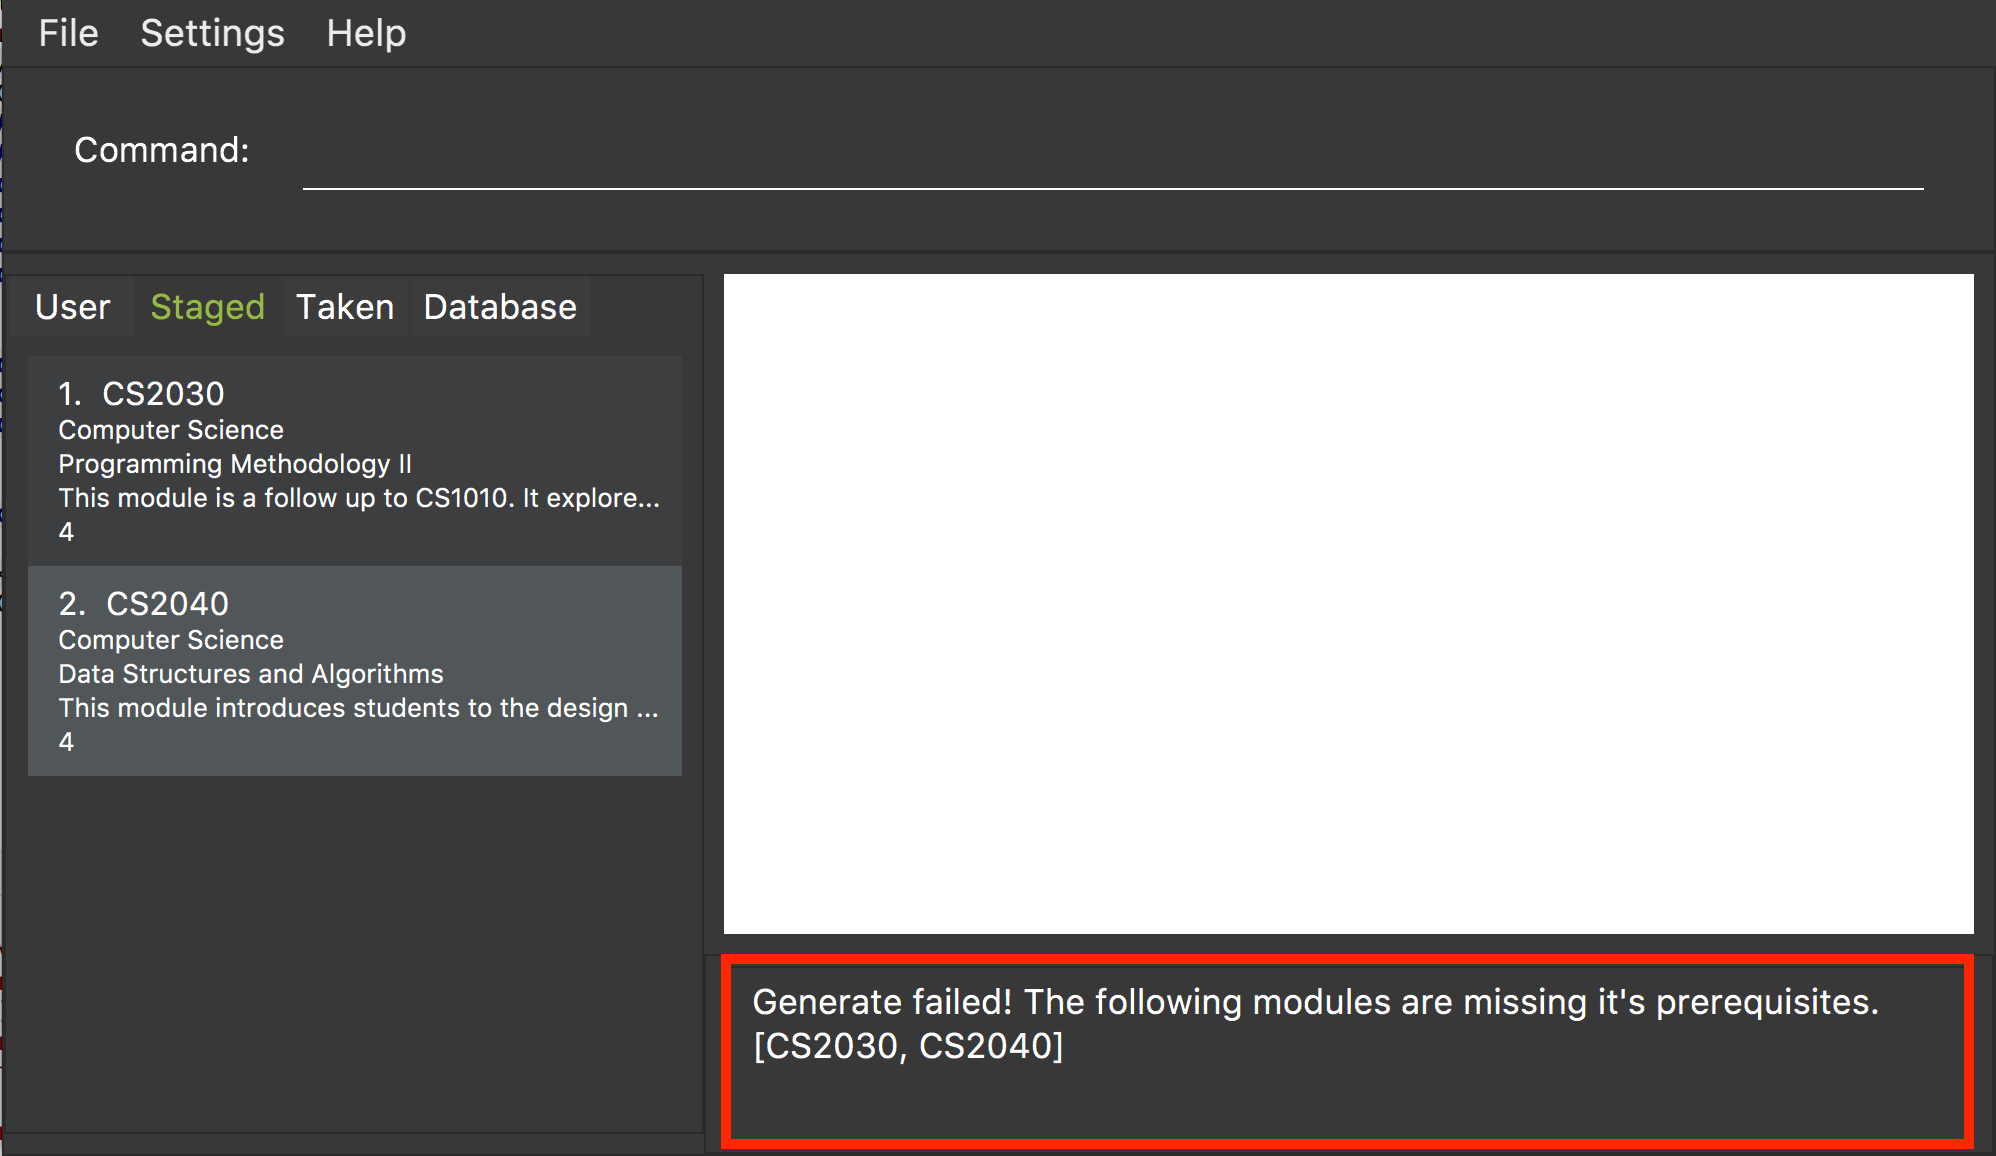 File Settings Help
Command:
User Staged Taken Database
1. CS2030
Computer Science
Programming Methodology II
This module is a follow up to CS1010. It explore...
4
2. CS2040
Computer Science
Data Structures and Algorithms
This module introduces students to the design ...
4
Generate failed! The following modules are missing it's prerequisites.
[CS2030, CS2040]